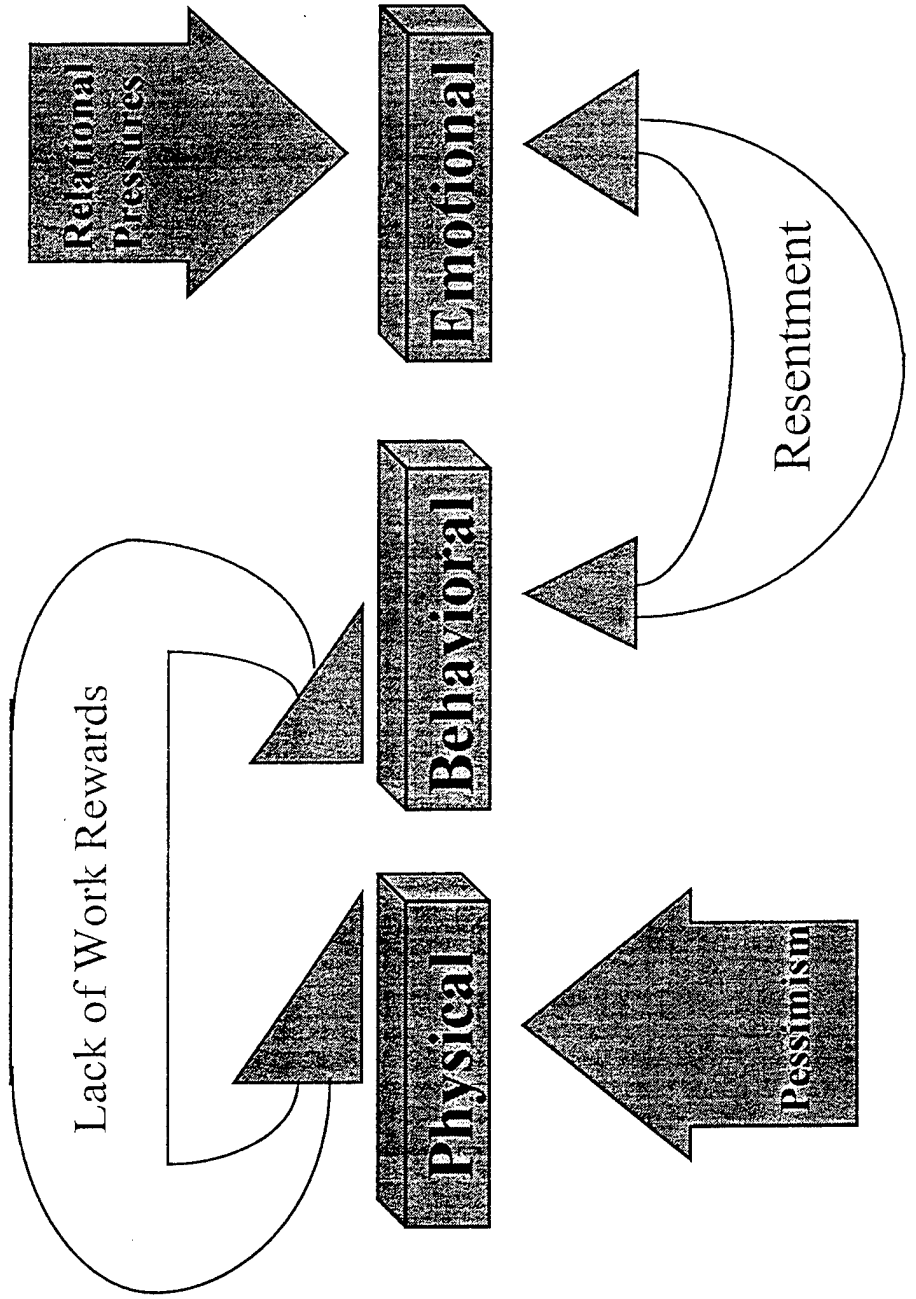 Lack of Work Rewards
Relational
Pressures
Physical
Behavioral
Emotional
Pessimism
Resentment